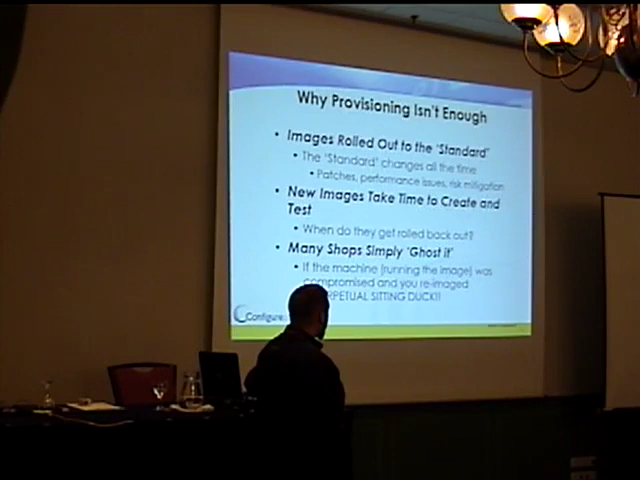 Why Provisioning Isn't Enough
• Images Rolled Out to the 'Standard'
• The 'Standard' changes all the time
• Patches, performance issues, risk mitigation
• New Images Take Time to Create and
Test
• When do they get rolled back out?
• Many Shops Simply 'Ghost it'
• If the machine (running the image) was
compromised and you re-imaged
PERPETUAL SITTING DUCK!!
Configure